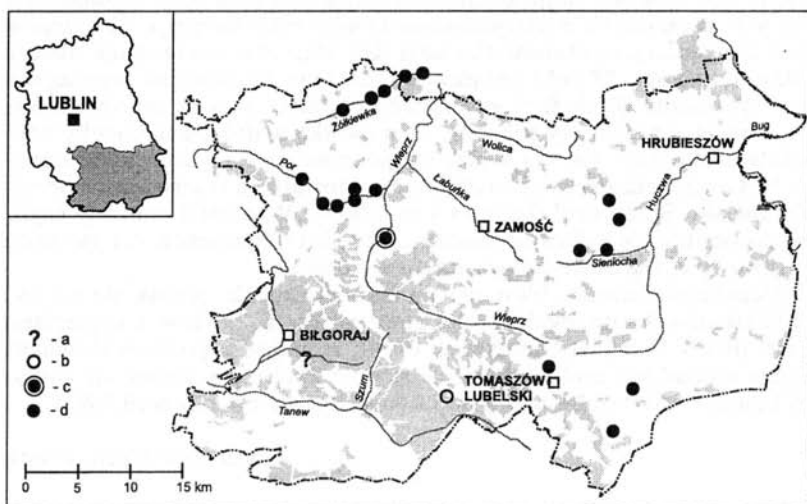 LUBLIN
Żółkiewka
Wieprz
Wolica
Bug
HRUBIESZÓW
Por
Łabuńka
Huczwa
ZAMOŚĆ
Sieniocha
Wieprz
BIŁGORAJ
?
Szum
TOMASZÓW
LUBELSKI
Tanew
? - a
- b
- c
- d
0 5 10 15 km